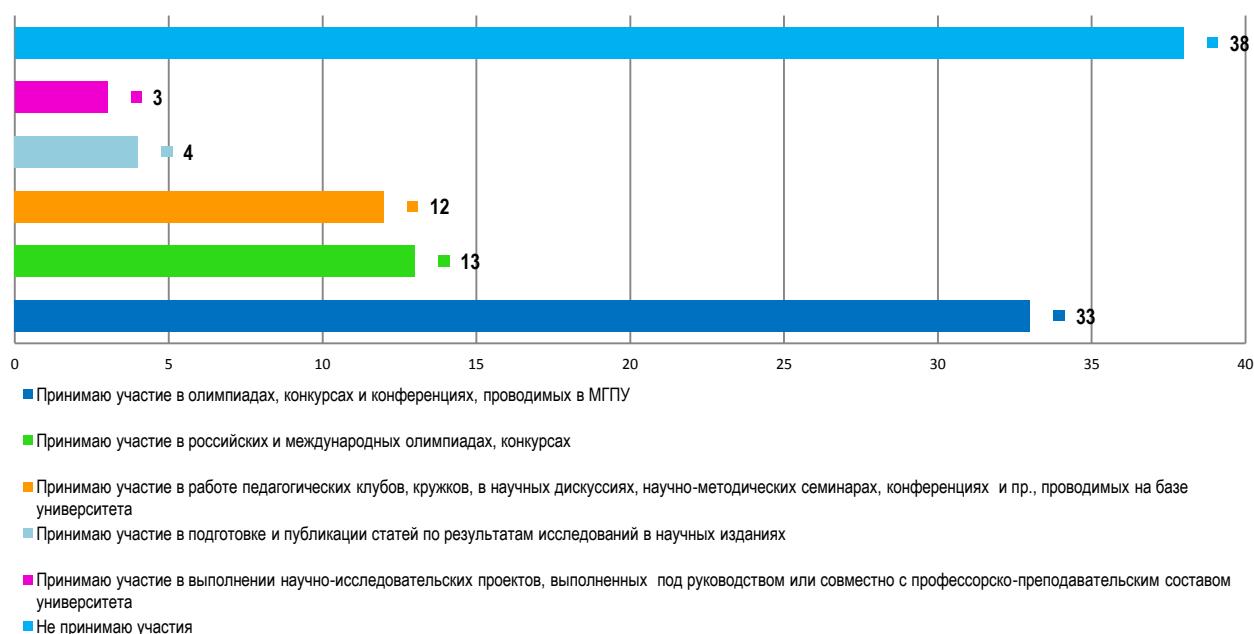 38
3
4
12
13
33
0 5 10 15 20 25 30 35 40
Принимаю участие в олимпиадах, конкурсах и конференциях, проводимых в МГПУ
Принимаю участие в российских и международных олимпиадах, конкурсах
Принимаю участие в работе педагогических клубов, кружков, в научных дискуссиях, научно-методических семинарах, конференциях и пр., проводимых на базе
университета
Принимаю участие в подготовке и публикации статей по результатам исследований в научных изданиях
Принимаю участие в выполнении научно-исследовательских проектов, выполненных под руководством или совместно с профессорско-преподавательским составом
университета
Не принимаю участия